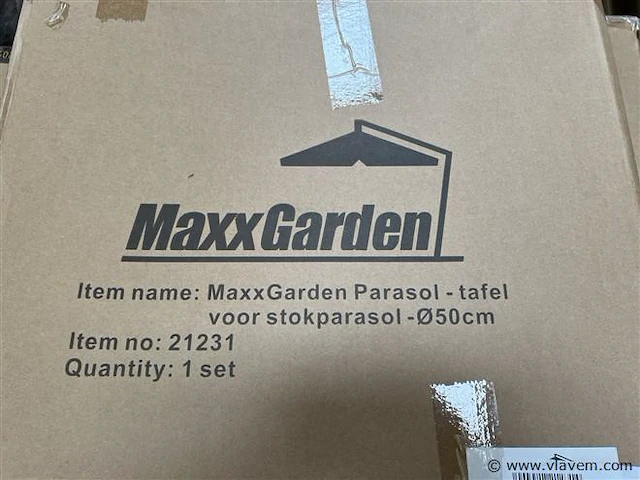 MaxxGarden
Item name: MaxxGarden Parasol - tafel
voor stokparasol -Ø50cm
Item no: 21231
Quantity: 1 set
© www.vlavem.com